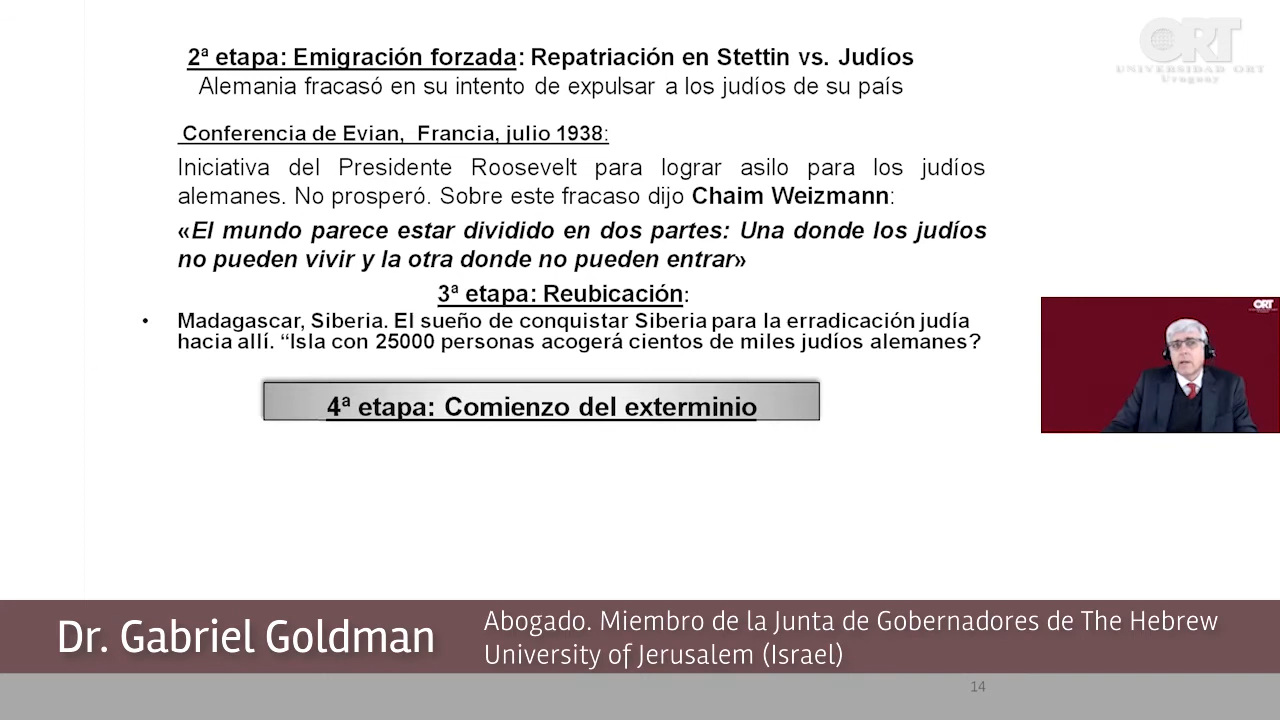 ORT
UNIVERSIDAD ORT
Uruguay
2ª etapa: Emigración forzada: Repatriación en Stettin vs. Judíos
Alemania fracasó en su intento de expulsar a los judíos de su país
Conferencia de Evian, Francia, julio 1938:
Iniciativa del Presidente Roosevelt para lograr asilo para los judíos
alemanes. No prosperó. Sobre este fracaso dijo Chaim Weizmann:
«El mundo parece estar dividido en dos partes: Una donde los judíos
no pueden vivir y la otra donde no pueden entrar»
3ª etapa: Reubicación:
• Madagascar, Siberia. El sueño de conquistar Siberia para la erradicación judía
hacia allí. “Isla con 25000 personas acogerá cientos de miles judíos alemanes?
ORT
4ª etapa: Comienzo del exterminio
Dr. Gabriel Goldman
Abogado. Miembro de la Junta de Gobernadores de The Hebrew
University of Jerusalem (Israel)
14